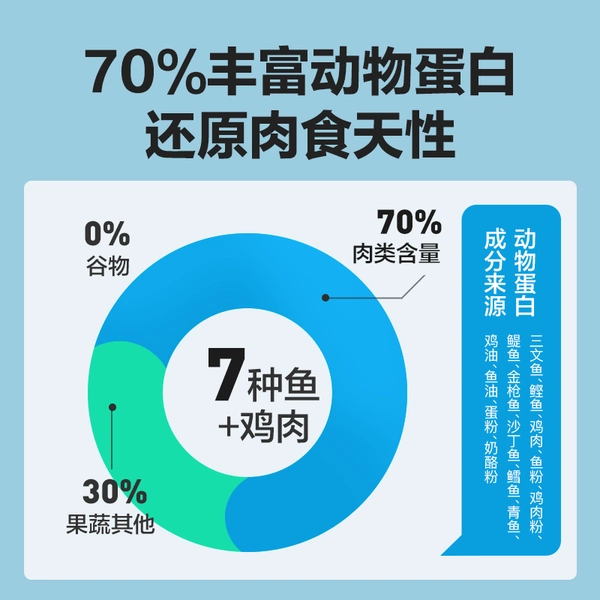 70%丰富动物蛋白
还原肉食天性
0%
谷物
70%
肉类含量
7种鱼
+鸡肉
30%
果蔬其他
动物蛋白
成分来源
三文鱼、鲣鱼、鸡肉、鱼粉、鸡肉粉、
鳀鱼、金枪鱼、沙丁鱼、鳕鱼、青鱼、
鸡油、鱼油、蛋粉、奶酪粉